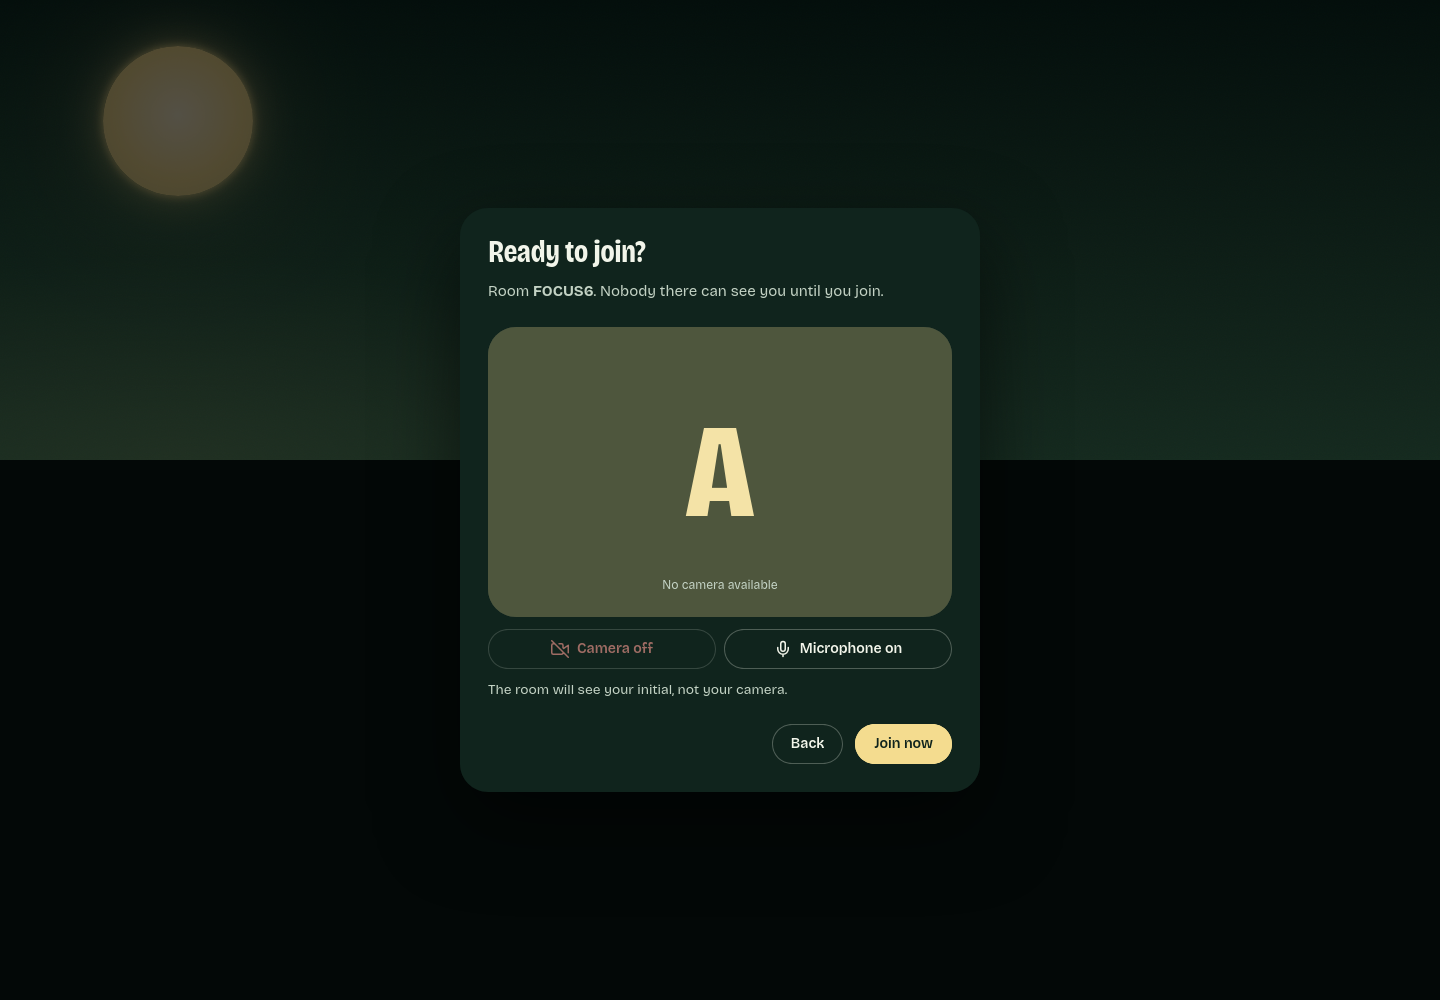 Ready to join?
Room FOCUS6. Nobody there can see you until you join.
A
No camera available
Camera off
Microphone on
The room will see your initial, not your camera.
Back
Join now